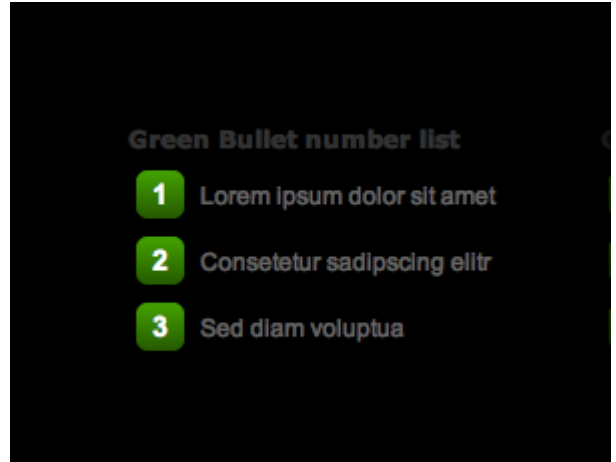 Green Bullet number list
1 Lorem ipsum dolor sit amet
2 Consetetur sadipscing elitr
3 Sed diam voluptua